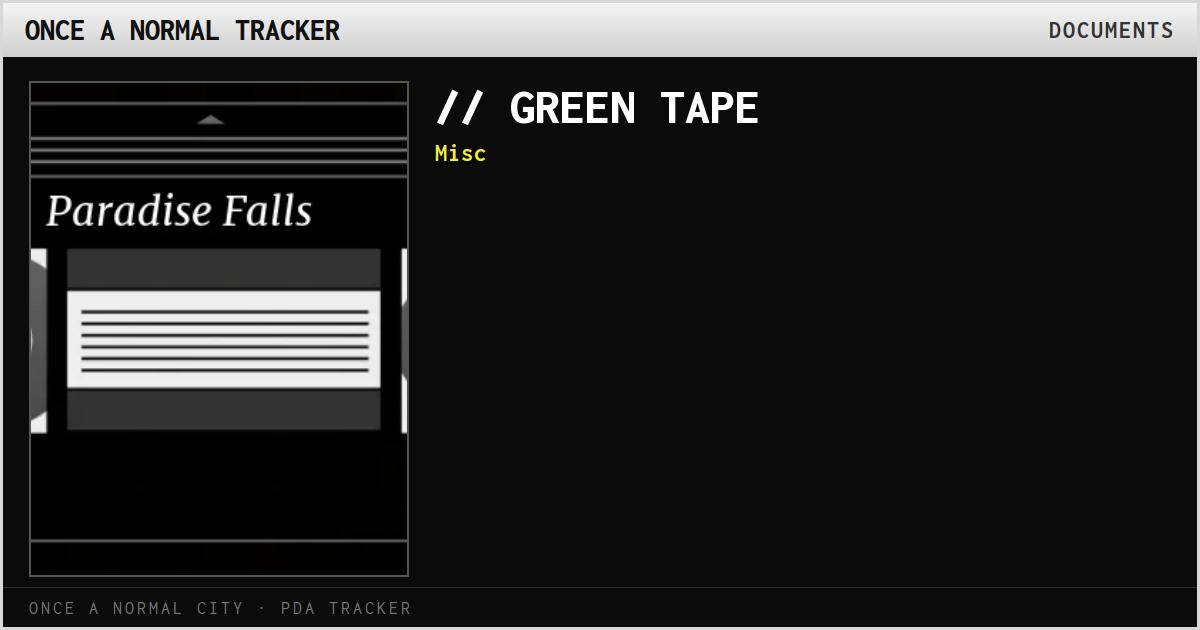 ONCE A NORMAL TRACKER
DOCUMENTS
// GREEN TAPE
Misc
Paradise Falls
ONCE A NORMAL CITY · PDA TRACKER